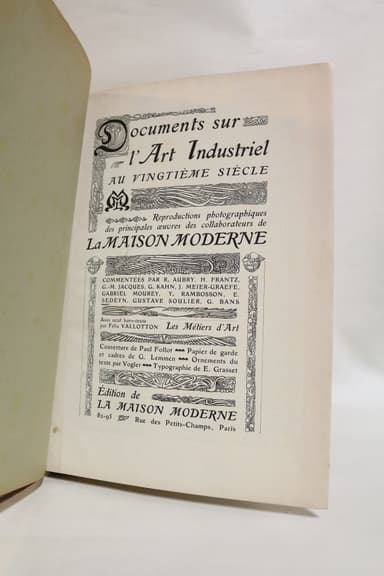 Documents sur
l'Art Industriel
AU VINGTIÈME SIÈCLE
Reproductions photographiques
des principales œuvres des collaborateurs de
LA MAISON MODERNE
COMMENTÉES PAR R. AUBRY, H. FRANTZ,
G.-M. JACQUES, G. KAHN, J. MEIER-GRAEFE,
GABRIEL MOUREY, Y. RAMBOSSON, E.
SEDEYN, GUSTAVE SOULIER, G. BANS
Avec neuf hors-texte
par Félix VALLOTTON Les Métiers d'Art
Couverture de Paul Follot Papier de garde
et cadres de G. Lemmen Ornements du
texte par Vogler Typographie de E. Grasset
Édition de
LA MAISON MODERNE
82-95 Rue des Petits-Champs, Paris